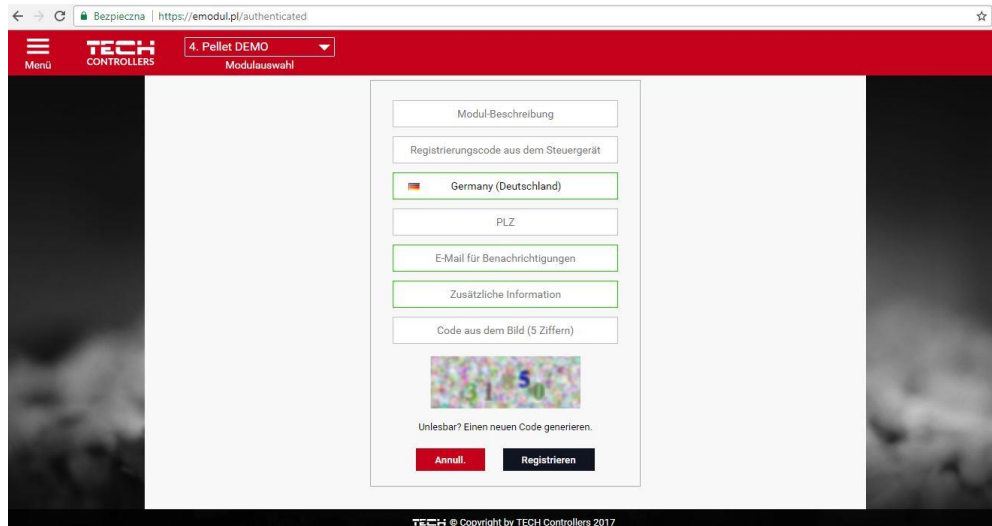 Bezpieczna | https://emodul.pl/authenticated
Menü
TECH
CONTROLLERS
4. Pellet DEMO
Modulauswahl
Modul-Beschreibung
Registrierungscode aus dem Steuergerät
Germany (Deutschland)
PLZ
E-Mail für Benachrichtigungen
Zusätzliche Information
Code aus dem Bild (5 Ziffern)
Unlesbar? Einen neuen Code generieren.
Annull.
Registrieren
TECH © Copyright by TECH Controllers 2017